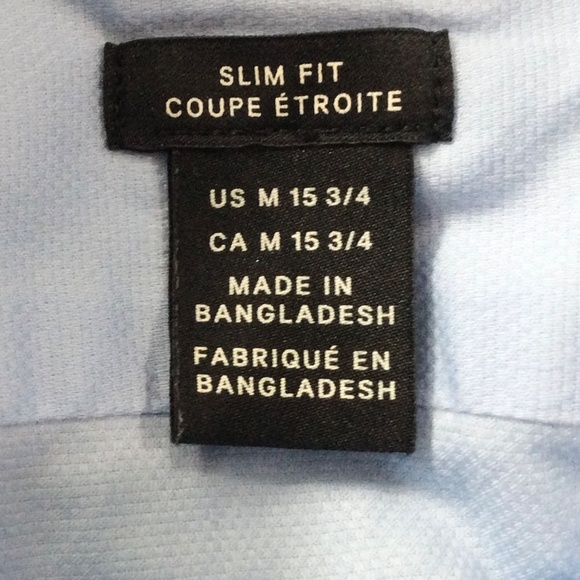 SLIM FIT
COUPE ÉTROITE
US M 15 3/4
CA M 15 3/4
MADE IN
BANGLADESH
FABRIQUÉ EN
BANGLADESH